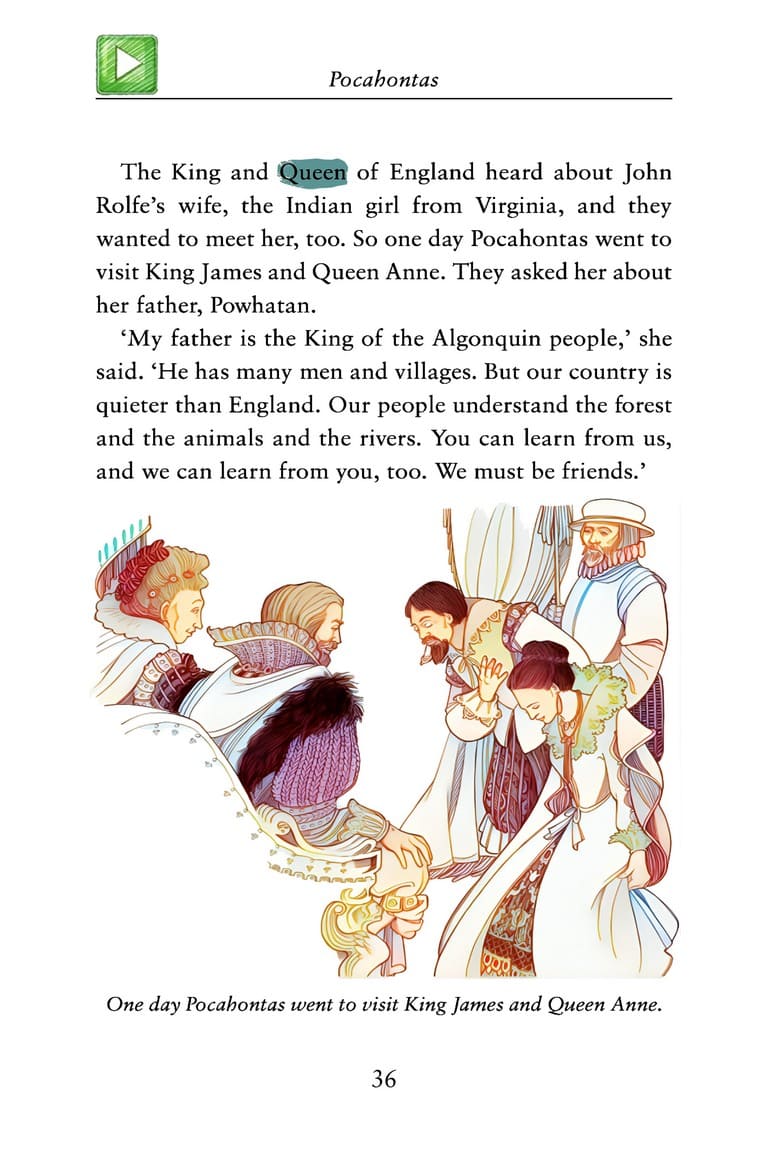 Pocahontas
The King and Queen of England heard about John
Rolfe’s wife, the Indian girl from Virginia, and they
wanted to meet her, too. So one day Pocahontas went to
visit King James and Queen Anne. They asked her about
her father, Powhatan.
‘My father is the King of the Algonquin people,’ she
said. ‘He has many men and villages. But our country is
quieter than England. Our people understand the forest
and the animals and the rivers. You can learn from us,
and we can learn from you, too. We must be friends.’
One day Pocahontas went to visit King James and Queen Anne.
36